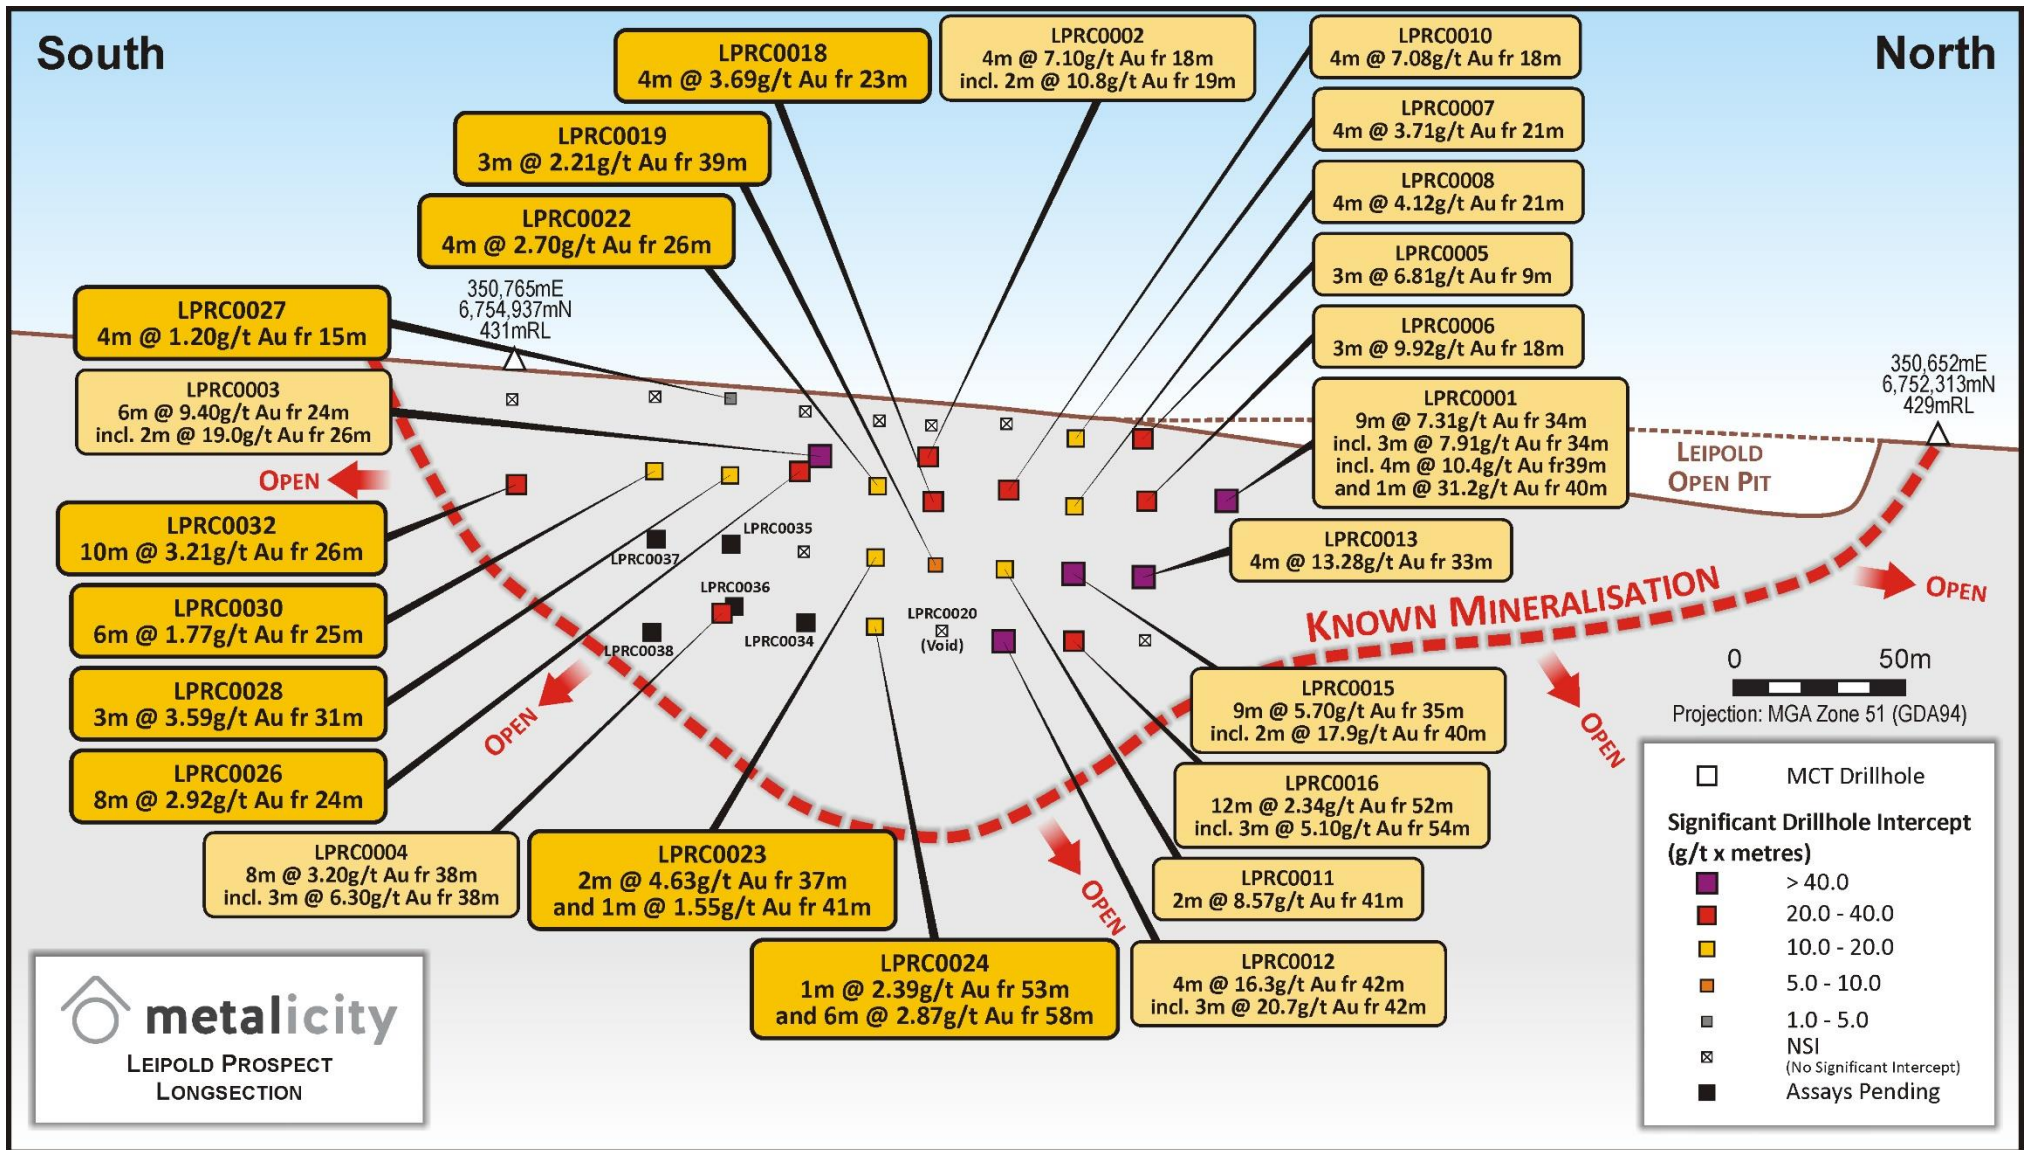 South
North
LPRC0018
4m @ 3.69g/t Au fr 23m
LPRC0002
4m @ 7.10g/t Au fr 18m
incl. 2m @ 10.8g/t Au fr 19m
LPRC0010
4m @ 7.08g/t Au fr 18m
LPRC0019
3m @ 2.21g/t Au fr 39m
LPRC0007
4m @ 3.71g/t Au fr 21m
LPRC0022
4m @ 2.70g/t Au fr 26m
LPRC0008
4m @ 4.12g/t Au fr 21m
LPRC0005
3m @ 6.81g/t Au fr 9m
350,765mE
6,754,937mN
431mRL
LPRC0027
4m @ 1.20g/t Au fr 15m
LPRC0006
3m @ 9.92g/t Au fr 18m
350,652mE
6,752,313mN
429mRL
LPRC0003
6m @ 9.40g/t Au fr 24m
incl. 2m @ 19.0g/t Au fr 26m
LPRC0001
9m @ 7.31g/t Au fr 34m
incl. 3m @ 7.91g/t Au fr 34m
incl. 4m @ 10.4g/t Au fr39m
and 1m @ 31.2g/t Au fr 40m
LEIPOLD
OPEN PIT
OPEN
LPRC0032
10m @ 3.21g/t Au fr 26m
LPRC0035
LPRC0037
LPRC0013
4m @ 13.28g/t Au fr 33m
LPRC0036
LPRC0034
LPRC0038
LPRC0020
(Void)
KNOWN MINERALISATION
OPEN
LPRC0030
6m @ 1.77g/t Au fr 25m
OPEN
LPRC0028
3m @ 3.59g/t Au fr 31m
LPRC0015
9m @ 5.70g/t Au fr 35m
incl. 2m @ 17.9g/t Au fr 40m
OPEN
0 50m
Projection: MGA Zone 51 (GDA94)
LPRC0026
8m @ 2.92g/t Au fr 24m
LPRC0016
12m @ 2.34g/t Au fr 52m
incl. 3m @ 5.10g/t Au fr 54m
LPRC0004
8m @ 3.20g/t Au fr 38m
incl. 3m @ 6.30g/t Au fr 38m
LPRC0023
2m @ 4.63g/t Au fr 37m
and 1m @ 1.55g/t Au fr 41m
OPEN
LPRC0011
2m @ 8.57g/t Au fr 41m
LPRC0024
1m @ 2.39g/t Au fr 53m
and 6m @ 2.87g/t Au fr 58m
LPRC0012
4m @ 16.3g/t Au fr 42m
incl. 3m @ 20.7g/t Au fr 42m
MCT Drillhole
Significant Drillhole Intercept
(g/t x metres)
> 40.0
20.0 - 40.0
10.0 - 20.0
5.0 - 10.0
1.0 - 5.0
NSI
(No Significant Intercept)
Assays Pending
metalicity
LEIPOLD PROSPECT
LONGSECTION